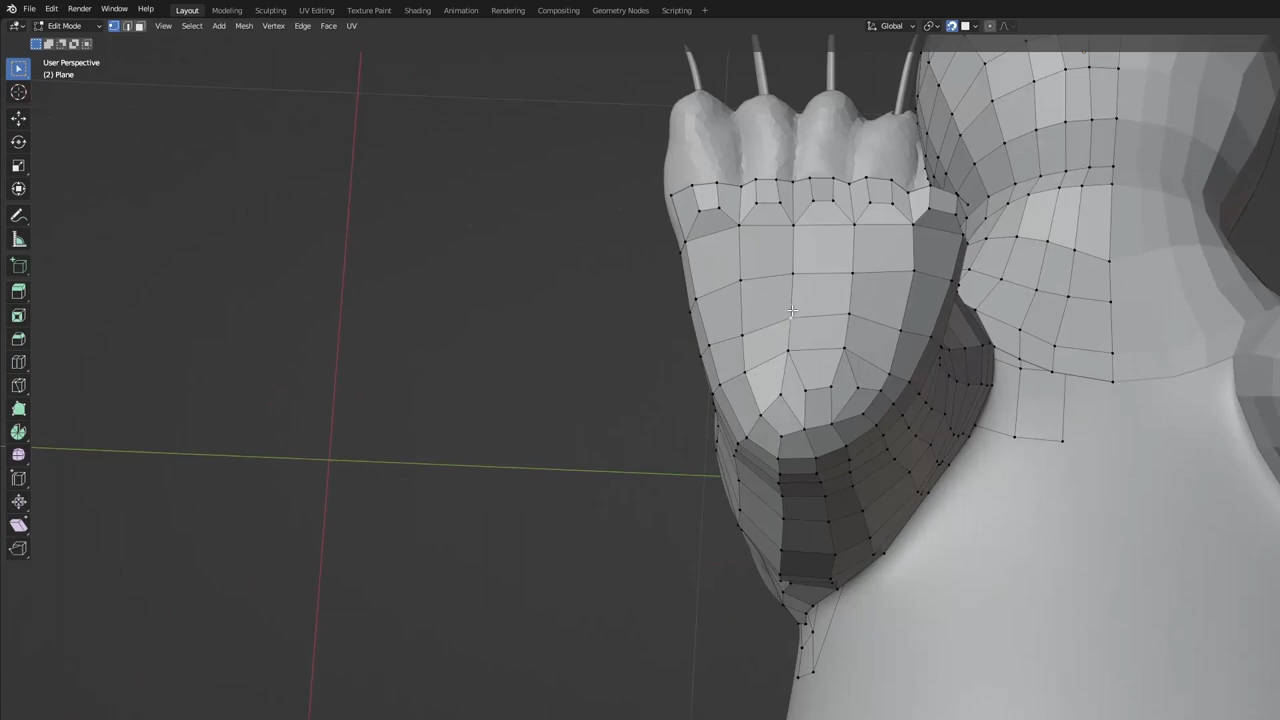 File Edit Render Window Help Layout Modeling Sculpting UV Editing Texture Paint Shading Animation Rendering Compositing Geometry Nodes Scripting +
Edit Mode View Select Add Mesh Vertex Edge Face UV Global
User Perspective
(2) Plane